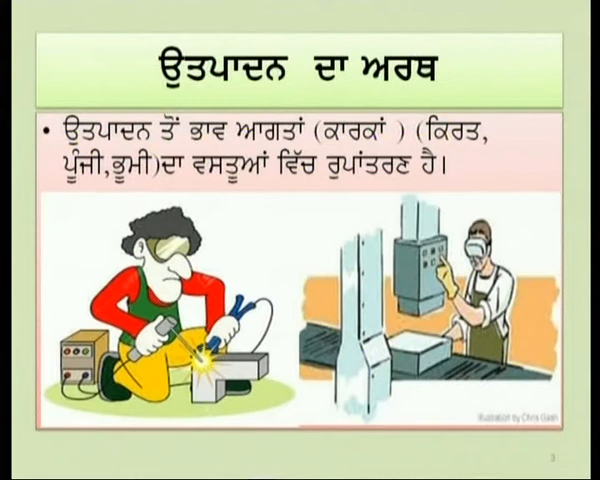 ਉਤਪਾਦਨ ਦਾ ਅਰਥ
• ਉਤਪਾਦਨ ਤੋਂ ਭਾਵ ਆਗਤਾਂ (ਕਾਰਕਾਂ ) (ਕਿਰਤ,
ਪੂੰਜੀ,ਭੂਮੀ)ਦਾ ਵਸਤੂਆਂ ਵਿੱਚ ਰੁਪਾਂਤਰਣ ਹੈ।
Illustration by Chris Gash
3